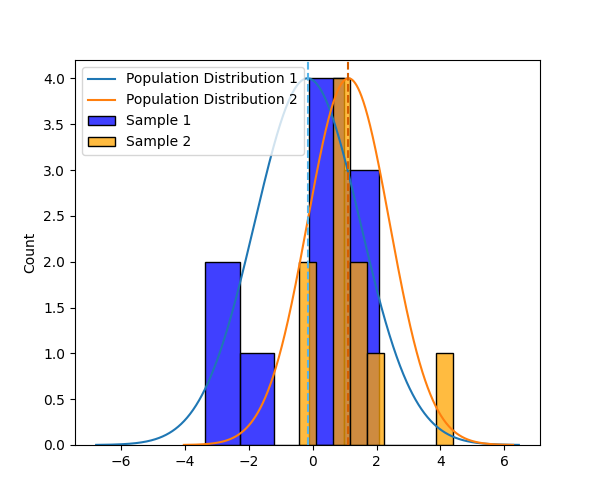 Population Distribution 1
Population Distribution 2
Sample 1
Sample 2
4.0
3.5
3.0
2.5
2.0
1.5
1.0
0.5
0.0
Count
−6 −4 −2 0 2 4 6